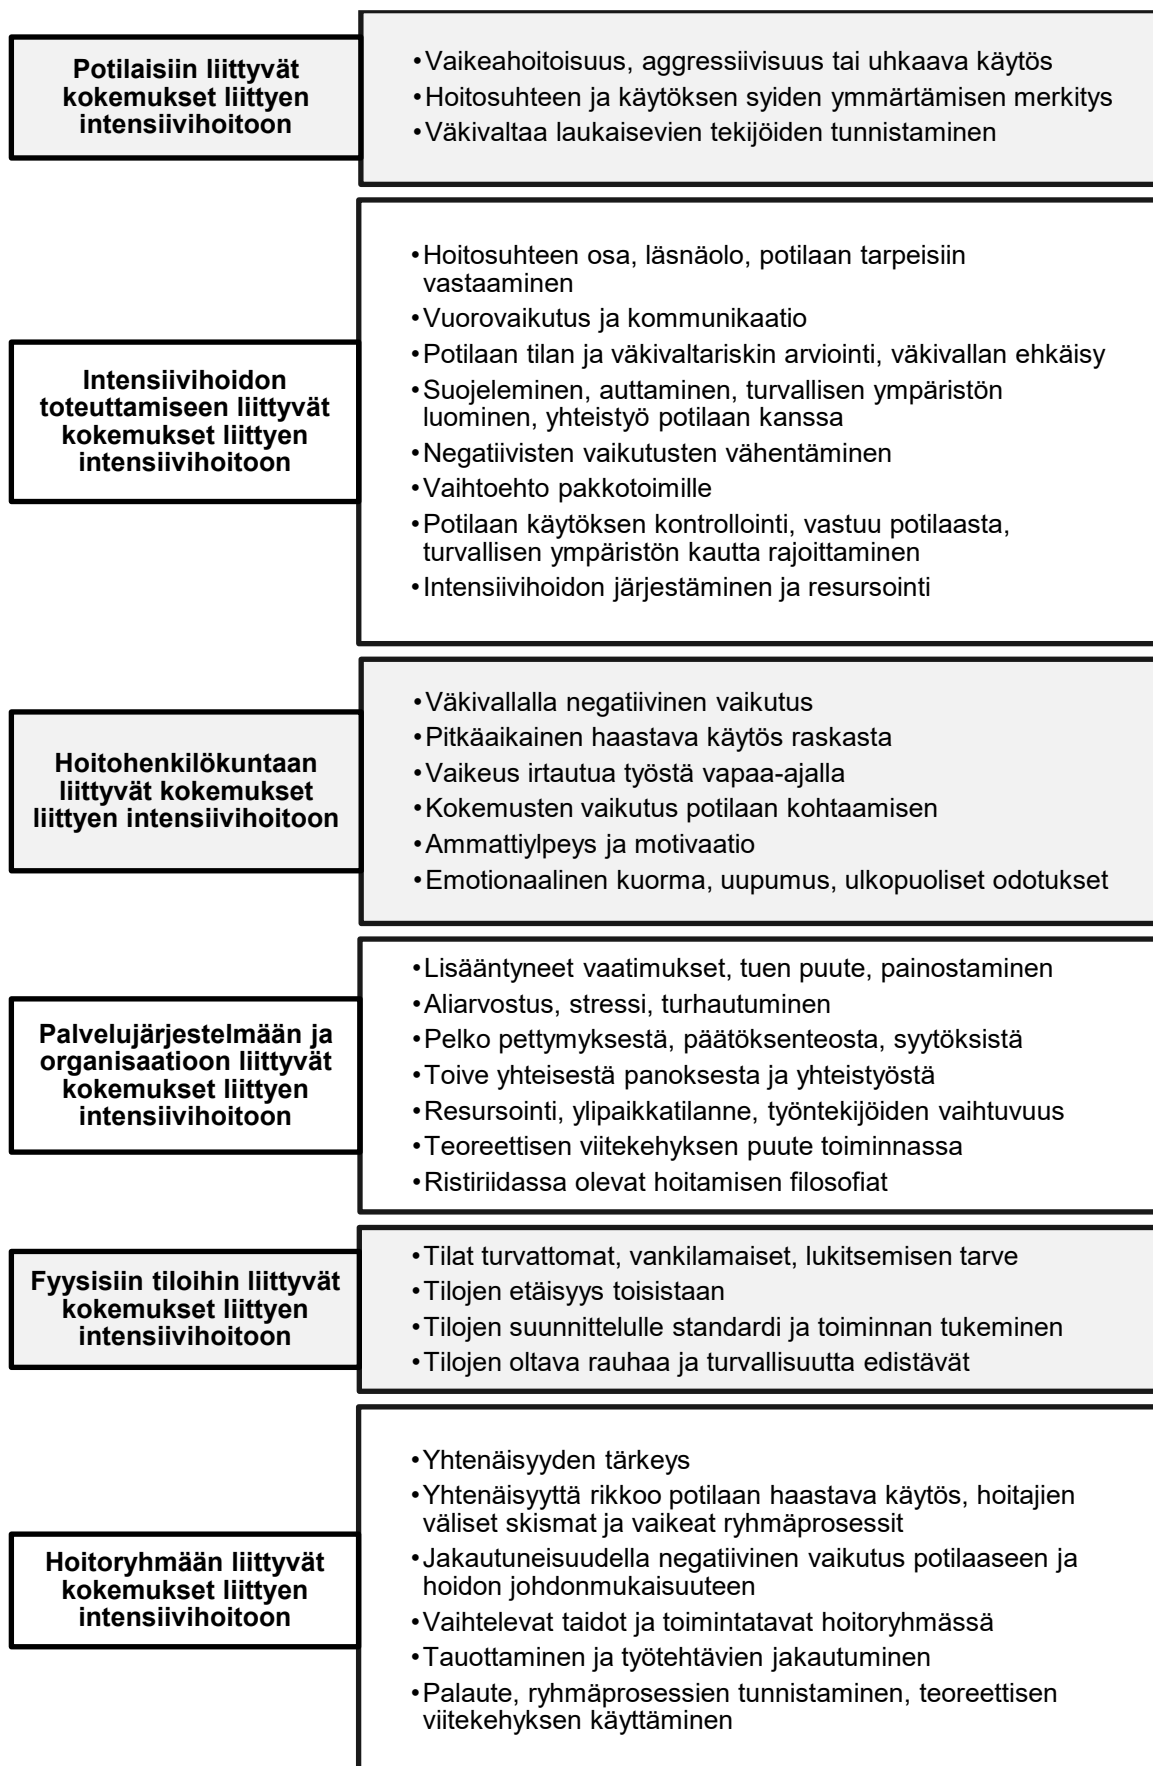 Potilaisiin liittyvät
kokemukset liittyen
intensiivihoitoon
•Vaikeahoitoisuus, aggressiivisuus tai uhkaava käytös
•Hoitosuhteen ja käytöksen syiden ymmärtämisen merkitys
•Väkivaltaa laukaisevien tekijöiden tunnistaminen
Intensiivihoidon
toteuttamiseen liittyvät
kokemukset liittyen
intensiivihoitoon
•Hoitosuhteen osa, läsnäolo, potilaan tarpeisiin
vastaaminen
•Vuorovaikutus ja kommunikaatio
•Potilaan tilan ja väkivaltariskin arviointi, väkivallan ehkäisy
•Suojeleminen, auttaminen, turvallisen ympäristön
luominen, yhteistyö potilaan kanssa
•Negatiivisten vaikutusten vähentäminen
•Vaihtoehto pakkotoimille
•Potilaan käytöksen kontrollointi, vastuu potilaasta,
turvallisen ympäristön kautta rajoittaminen
•Intensiivihoidon järjestäminen ja resursointi
Hoitohenkilökuntaan
liittyvät kokemukset
liittyen intensiivihoitoon
•Väkivallalla negatiivinen vaikutus
•Pitkäaikainen haastava käytös raskasta
•Vaikeus irtautua työstä vapaa-ajalla
•Kokemusten vaikutus potilaan kohtaamisen
•Ammattiylpeys ja motivaatio
•Emotionaalinen kuorma, uupumus, ulkopuoliset odotukset
Palvelujärjestelmään ja
organisaatioon liittyvät
kokemukset liittyen
intensiivihoitoon
•Lisääntyneet vaatimukset, tuen puute, painostaminen
•Aliarvostus, stressi, turhautuminen
•Pelko pettymyksestä, päätöksenteosta, syytöksistä
•Toive yhteisestä panoksesta ja yhteistyöstä
•Resursointi, ylipaikkatilanne, työntekijöiden vaihtuvuus
•Teoreettisen viitekehyksen puute toiminnassa
•Ristiriidassa olevat hoitamisen filosofiat
Fyysisiin tiloihin liittyvät
kokemukset liittyen
intensiivihoitoon
•Tilat turvattomat, vankilamaiset, lukitsemisen tarve
•Tilojen etäisyys toisistaan
•Tilojen suunnittelulle standardi ja toiminnan tukeminen
•Tilojen oltava rauhaa ja turvallisuutta edistävät
Hoitoryhmään liittyvät
kokemukset liittyen
intensiivihoitoon
•Yhtenäisyyden tärkeys
•Yhtenäisyyttä rikkoo potilaan haastava käytös, hoitajien
väliset skismat ja vaikeat ryhmäprosessit
•Jakautuneisuudella negatiivinen vaikutus potilaaseen ja
hoidon johdonmukaisuuteen
•Vaihtelevat taidot ja toimintatavat hoitoryhmässä
•Tauottaminen ja työtehtävien jakautuminen
•Palaute, ryhmäprosessien tunnistaminen, teoreettisen
viitekehyksen käyttäminen